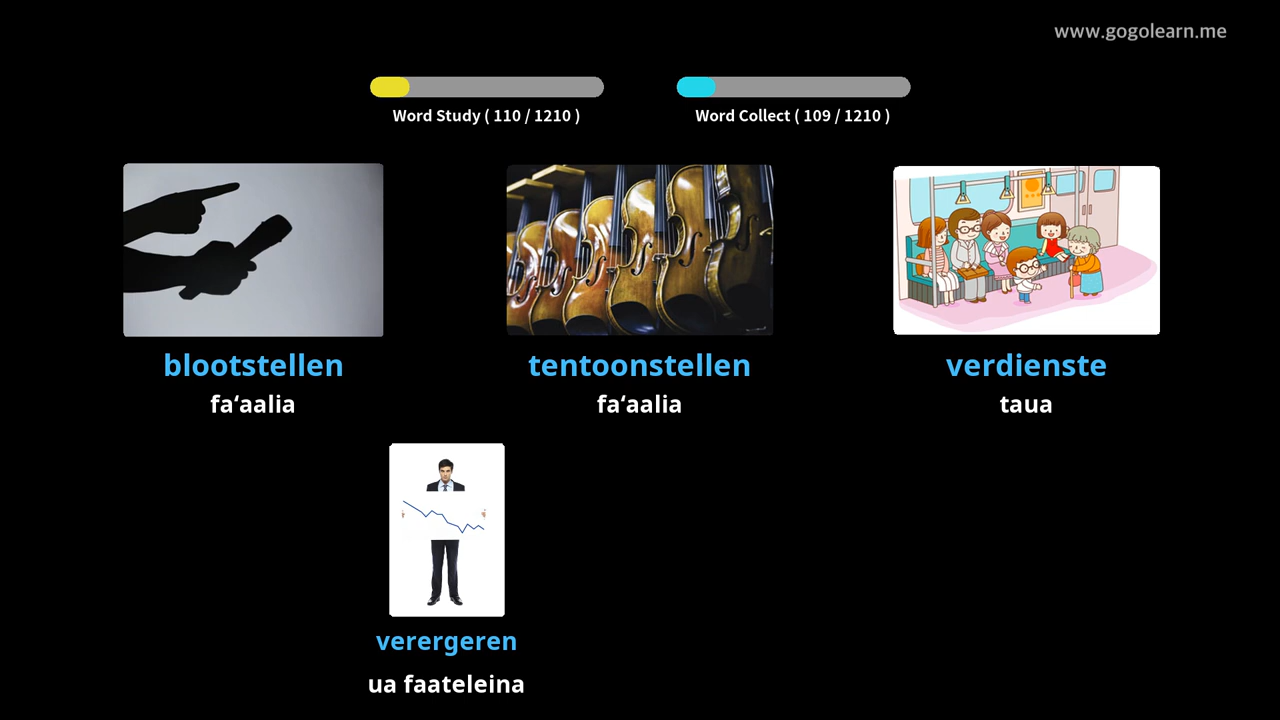 www.gogolearn.me
Word Study ( 110 / 1210 )
Word Collect ( 109 / 1210 )
blootstellen
tentoonstellen
verdienste
fa‘aalia
fa‘aalia
taua
verergeren
ua faateleina